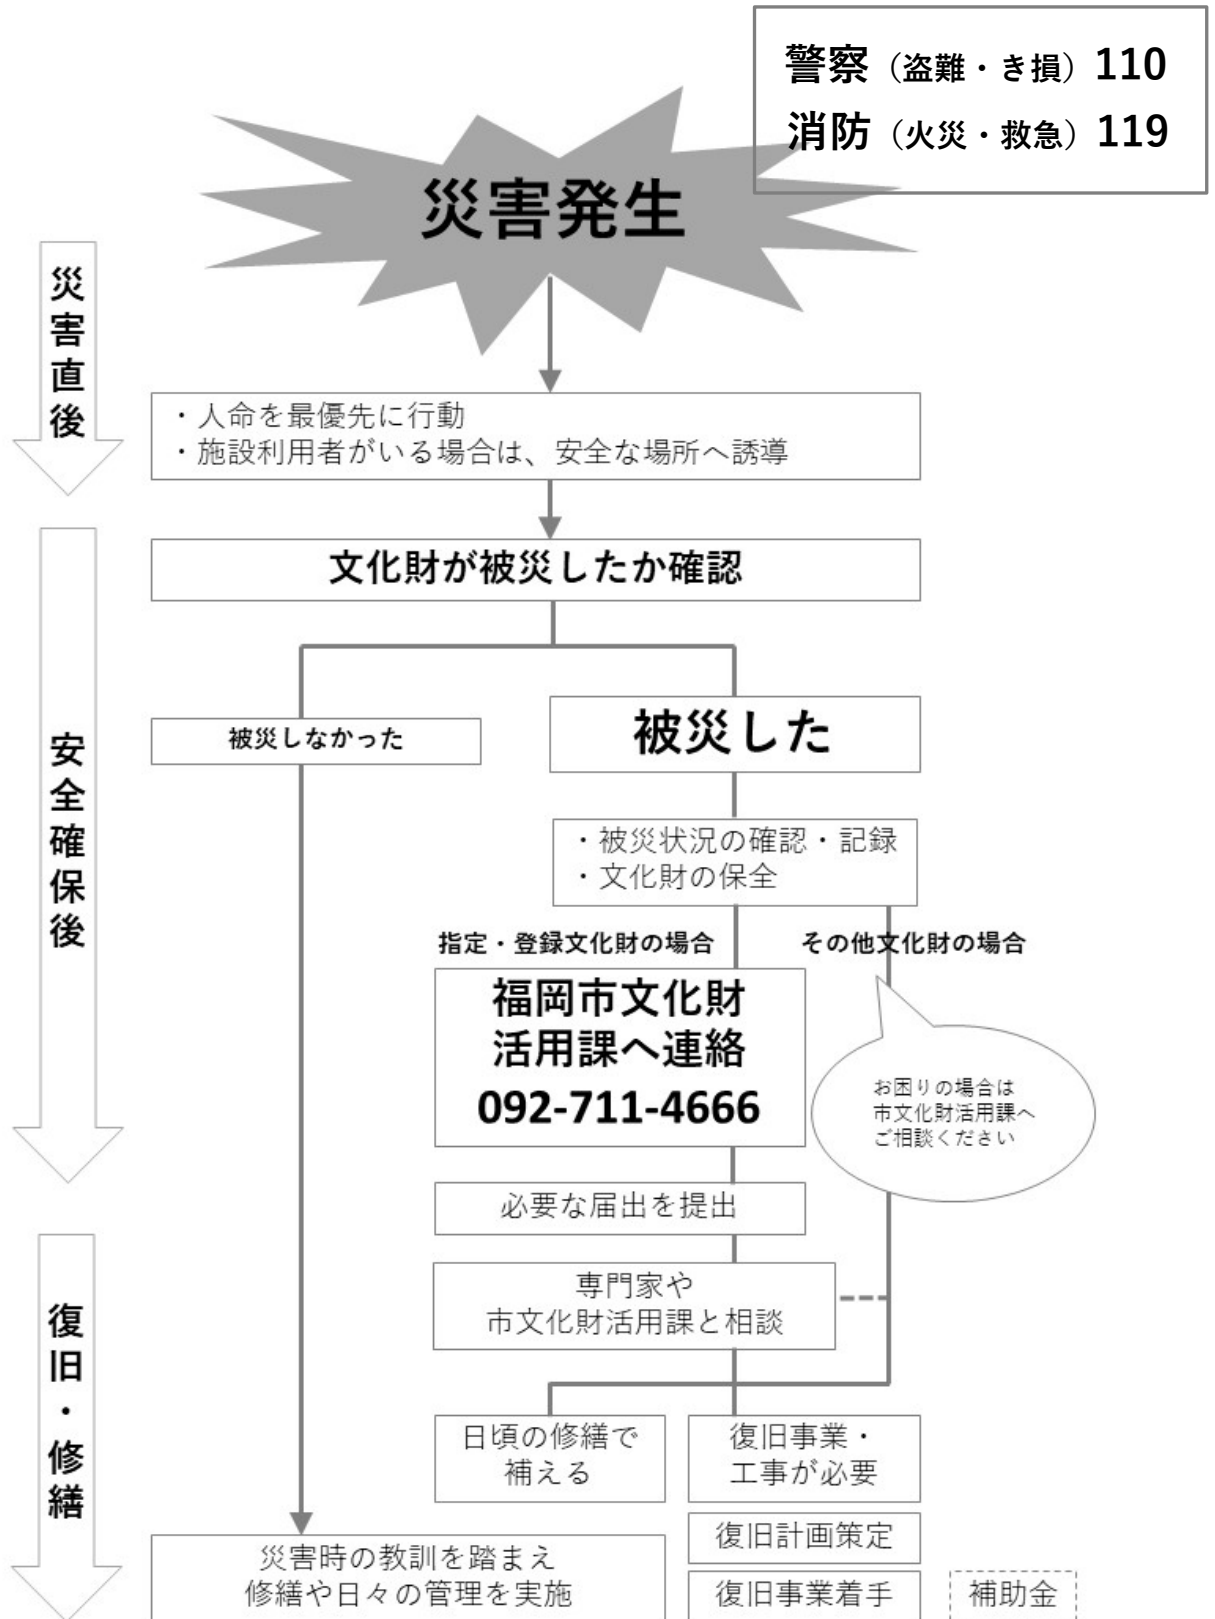 警察（盗難・き損）110
消防（火災・救急）119
災害発生
災害直後
・人命を最優先に行動
・施設利用者がいる場合は、安全な場所へ誘導
安全確保後
文化財が被災したか確認
被災しなかった
被災した
・被災状況の確認・記録
・文化財の保全
指定・登録文化財の場合
その他文化財の場合
福岡市文化財
活用課へ連絡
092-711-4666
お困りの場合は
市文化財活用課へ
ご相談ください
必要な届出を提出
専門家や
市文化財活用課と相談
復旧・修繕
日頃の修繕で
補える
復旧事業・
工事が必要
復旧計画策定
災害時の教訓を踏まえ
修繕や日々の管理を実施
復旧事業着手
補助金